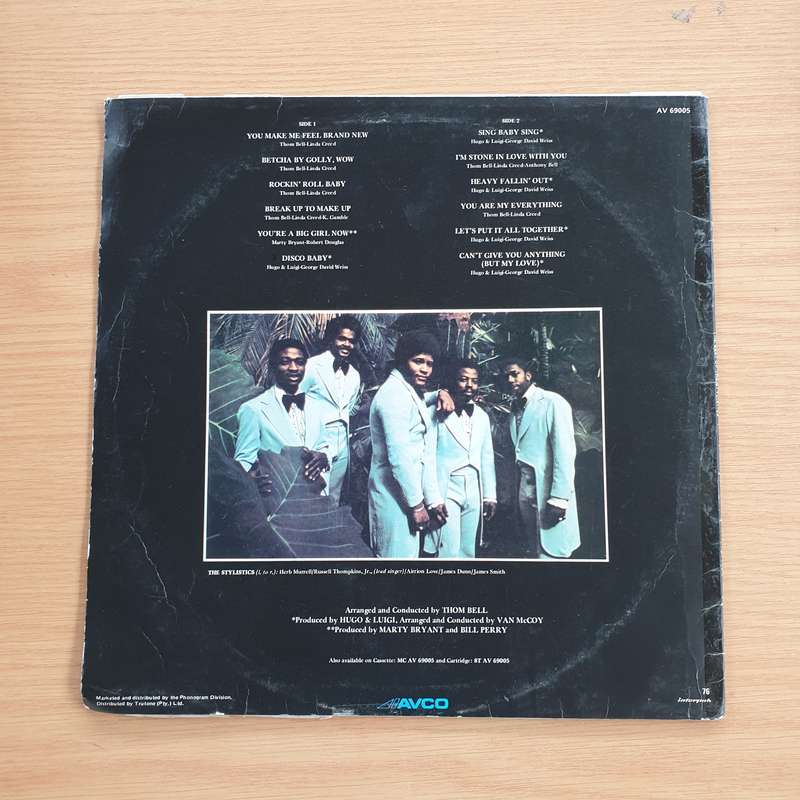 AV 69005
SIDE 1
YOU MAKE ME FEEL BRAND NEW
Thom Bell-Linda Creed
BETCHA BY GOLLY, WOW
Thom Bell-Linda Creed
ROCKIN' ROLL BABY
Thom Bell-Linda Creed
BREAK UP TO MAKE UP
Thom Bell-Linda Creed-K. Gamble
YOU'RE A BIG GIRL NOW**
Marty Bryant-Robert Douglas
DISCO BABY*
Hugo & Luigi-George David Weiss
SIDE 2
SING BABY SING*
Hugo & Luigi-George David Weiss
I'M STONE IN LOVE WITH YOU
Thom Bell-Linda Creed-Anthony Bell
HEAVY FALLIN' OUT*
Hugo & Luigi-George David Weiss
YOU ARE MY EVERYTHING
Thom Bell-Linda Creed
LET'S PUT IT ALL TOGETHER*
Hugo & Luigi-George David Weiss
CAN'T GIVE YOU ANYTHING
(BUT MY LOVE)*
Hugo & Luigi-George David Weiss
THE STYLISTICS (l. to r.): Herb Murrell/Russell Thompkins, Jr., (lead singer)/Airrion Love/James Dunn/James Smith
Arranged and Conducted by THOM BELL
*Produced by HUGO & LUIGI, Arranged and Conducted by VAN McCOY
**Produced by MARTY BRYANT and BILL PERRY
Also available on Cassette: MC AV 69005 and Cartridge: 8T AV 69005
Marketed and distributed by the Phonogram Division,
Distributed by Trutone (Pty.) Ltd.
AVCO
76
interpak